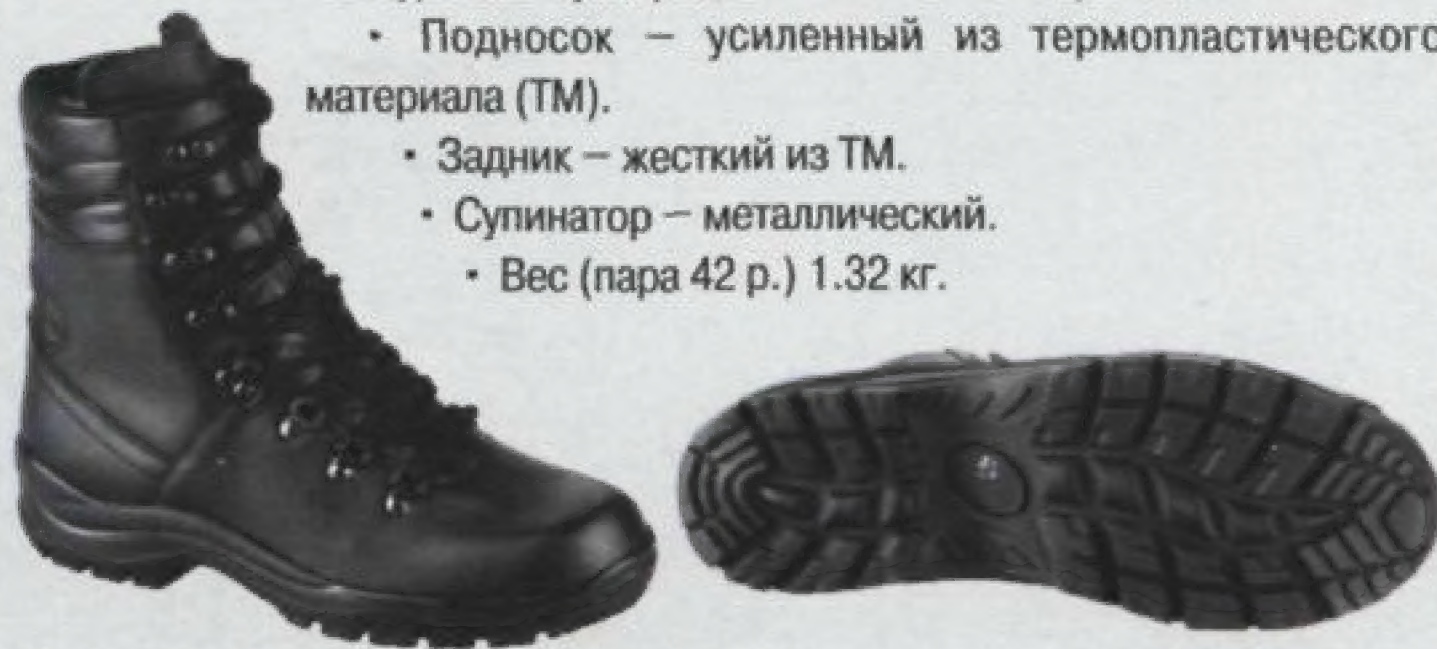 • Подносок – усиленный из термопластического
материала (ТМ).
• Задник – жесткий из ТМ.
• Супинатор – металлический.
• Вес (пара 42 р.) 1.32 кг.